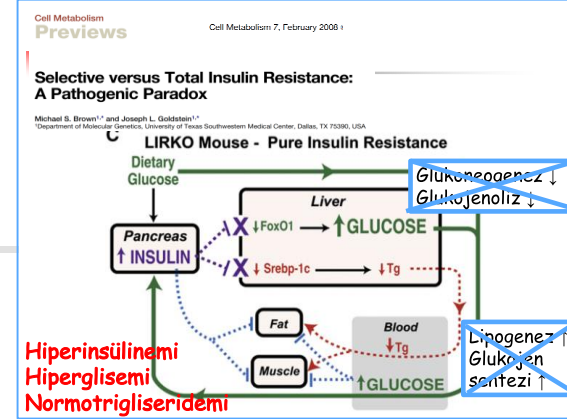 Cell Metabolism
Previews
Cell Metabolism 7, February 2008
Selective versus Total Insulin Resistance:
A Pathogenic Paradox
Michael S. Brown¹,* and Joseph L. Goldstein¹,*
¹Department of Molecular Genetics, University of Texas Southwestern Medical Center, Dallas, TX 75390, USA
C
LIRKO Mouse - Pure Insulin Resistance
Dietary
Glucose
Glukoneogenez ↓
Glukojenoliz ↓
Liver
↓FoxO1 → ↑GLUCOSE
Pancreas
↑ INSULIN
X
X
↓ Srebp-1c → ↓Tg
Fat
Muscle
Blood
↓Tg
↑GLUCOSE
Lipogenez ↑
Glukojen
sentezi ↑
Hiperinsülinemi
Hiperglisemi
Normotrigliseridemi